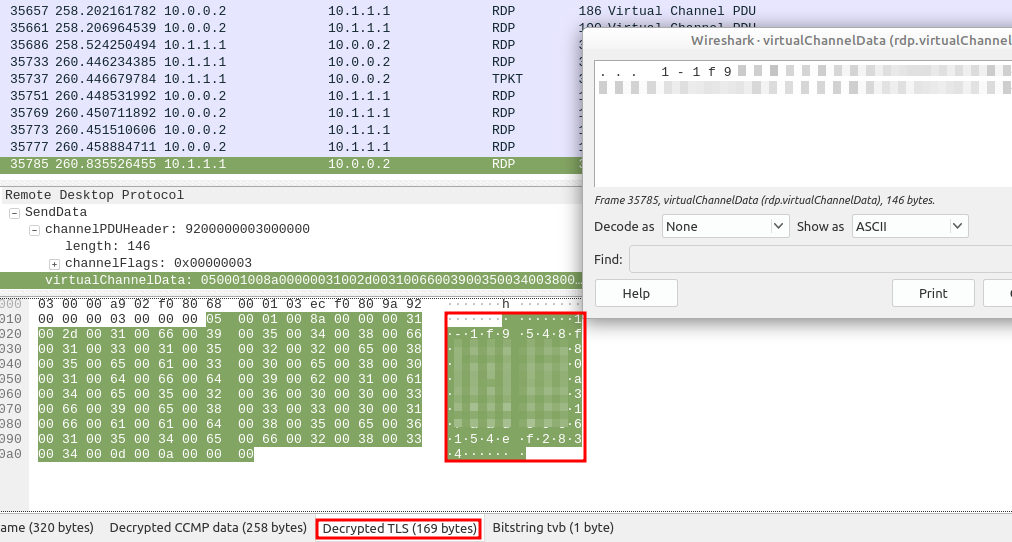 35657 258.202161782 10.0.0.2 10.1.1.1 RDP 186 Virtual Channel PDU
35661 258.206964539 10.0.0.2 10.1.1.1 RDP Virtual Channel PDU
35686 258.524250494 10.1.1.1 10.0.0.2 RDP
35733 260.446234385 10.1.1.1 10.0.0.2 RDP
35737 260.446679784 10.1.1.1 10.0.0.2 TPKT
35751 260.448531992 10.0.0.2 10.1.1.1 RDP
35769 260.450711892 10.0.0.2 10.1.1.1 RDP
35773 260.451510606 10.0.0.2 10.1.1.1 RDP
35777 260.458884711 10.0.0.2 10.1.1.1 RDP
35785 260.835526455 10.1.1.1 10.0.0.2 RDP
Remote Desktop Protocol
SendData
channelPDUHeader: 9200000003000000
length: 146
channelFlags: 0x00000003
virtualChannelData: 050001008a00000031002d00310066003900350034003800…
000 03 00 00 a9 02 f0 80 68 00 01 03 ec f0 80 9a 92 ·······h ········
010 00 00 00 03 00 00 00 05 00 01 00 8a 00 00 00 31 ········ ·······1
020 00 2d 00 31 00 66 00 39 00 35 00 34 00 38 00 66 ·-·1·f·9 ·5·4·8·f
030 00 31 00 33 00 31 00 35 00 32 00 32 00 65 00 38 8
040 00 35 00 65 00 61 00 33 00 30 00 65 00 38 00 30 0
050 00 31 00 64 00 66 00 64 00 39 00 62 00 31 00 61 a
060 00 34 00 65 00 35 00 32 00 36 00 30 00 30 00 33 3
070 00 66 00 39 00 65 00 38 00 33 00 33 00 30 00 31 1
080 00 66 00 61 00 61 00 64 00 38 00 35 00 65 00 36 6
090 00 31 00 35 00 34 00 65 00 66 00 32 00 38 00 33 ·1·5·4·e ·f·2·8·3
0a0 00 34 00 0d 00 0a 00 00 00 ·4······ ·
ame (320 bytes) Decrypted CCMP data (258 bytes) Decrypted TLS (169 bytes) Bitstring tvb (1 byte)
Wireshark · virtualChannelData (rdp.virtualChannel
. . . 1 - 1 f 9
Frame 35785, virtualChannelData (rdp.virtualChannelData), 146 bytes.
Decode as None Show as ASCII
Find:
Help Print